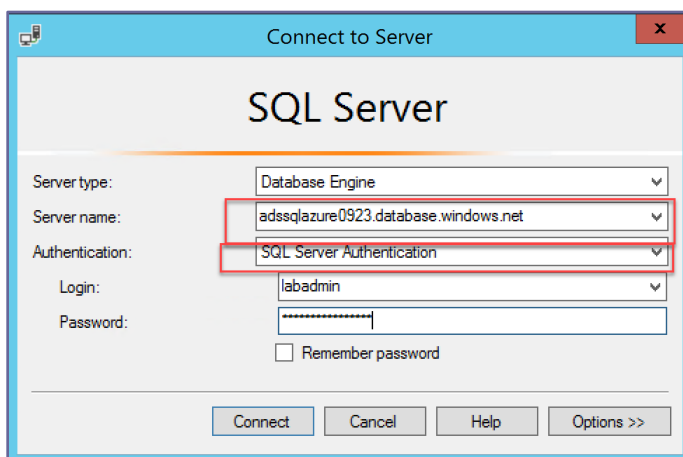 Connect to Server
x
SQL Server
Server type: Database Engine
Server name: adssqlazure0923.database.windows.net
Authentication: SQL Server Authentication
Login: labadmin
Password: ****************
Remember password
Connect Cancel Help Options >>